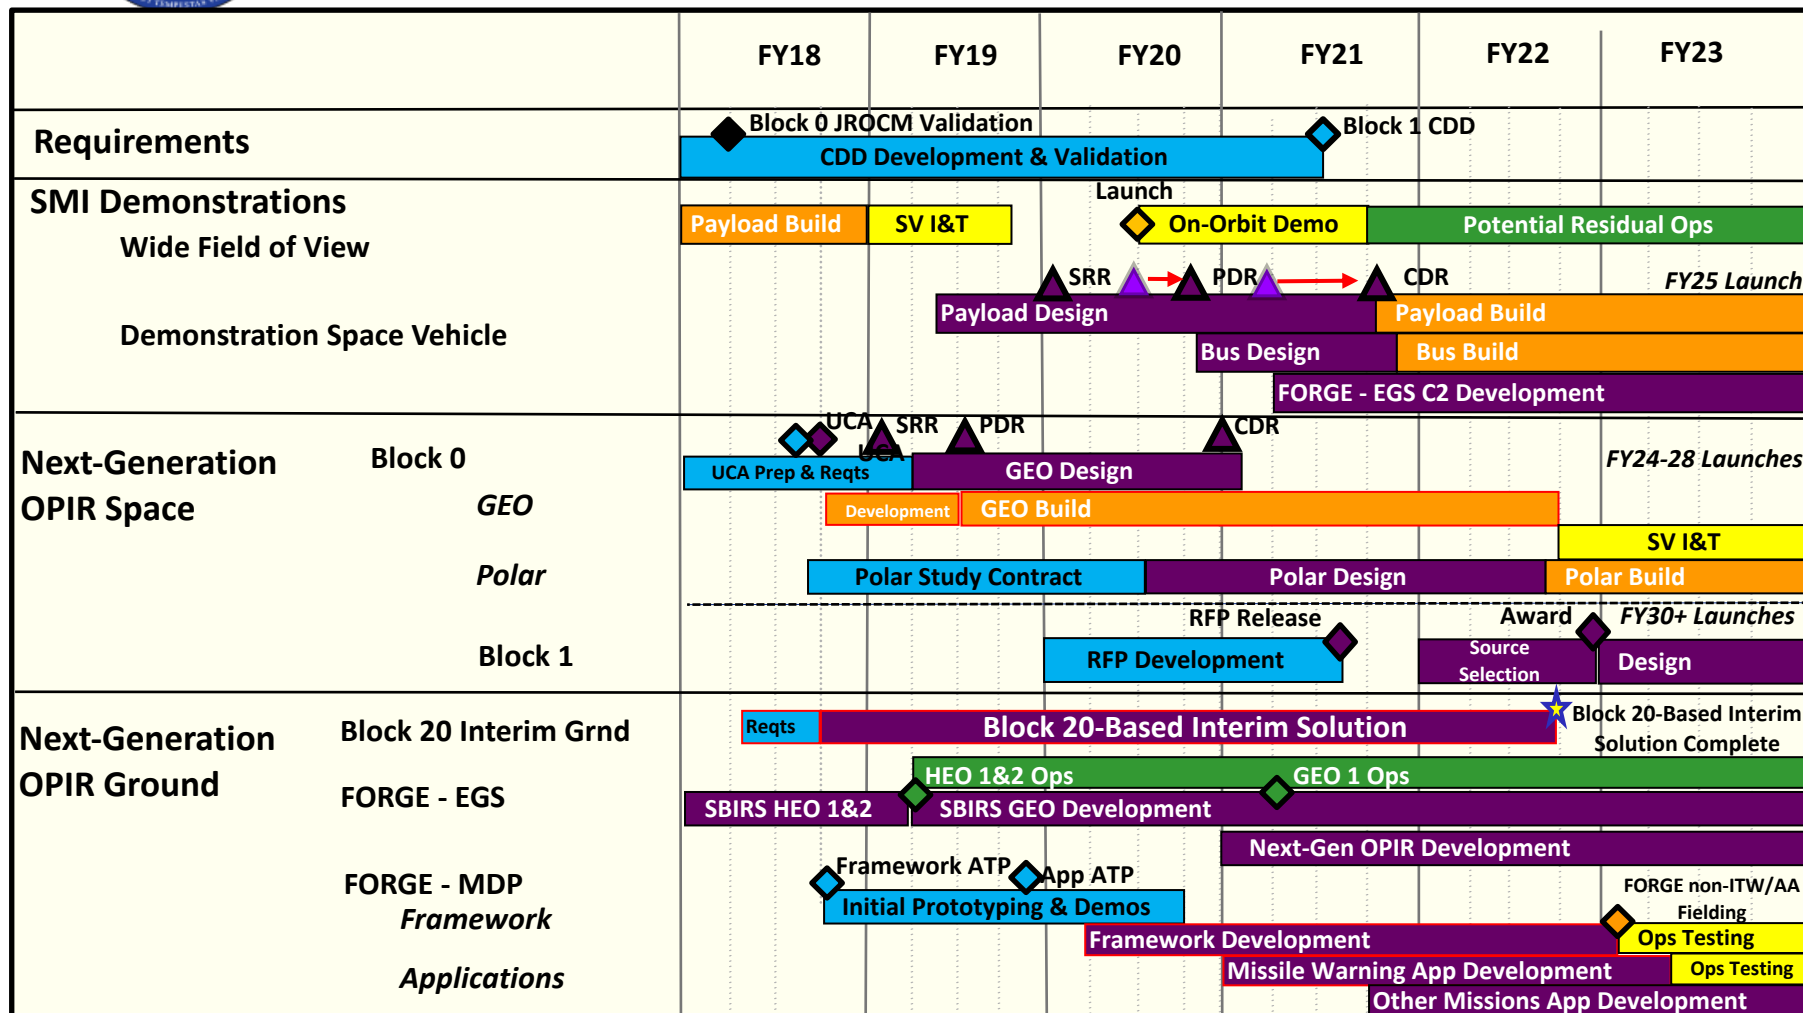 TEMPESTAS
FY18 FY19 FY20 FY21 FY22 FY23
Requirements
Block 0 JROCM Validation
Block 1 CDD
CDD Development & Validation
SMI Demonstrations
Launch
Wide Field of View
Payload Build
SV I&T
On-Orbit Demo
Potential Residual Ops
SRR
PDR
CDR
FY25 Launch
Demonstration Space Vehicle
Payload Design
Payload Build
Bus Design
Bus Build
FORGE - EGS C2 Development
Next-Generation
OPIR Space
Block 0
UCA
UCA
SRR
PDR
CDR
FY24-28 Launches
UCA Prep & Reqts
GEO Design
GEO
Development
GEO Build
SV I&T
Polar
Polar Study Contract
Polar Design
Polar Build
RFP Release
Award
FY30+ Launches
Block 1
RFP Development
Source
Selection
Design
Next-Generation
OPIR Ground
Block 20 Interim Grnd
Reqts
Block 20-Based Interim Solution
Block 20-Based Interim
Solution Complete
HEO 1&2 Ops
GEO 1 Ops
FORGE - EGS
SBIRS HEO 1&2
SBIRS GEO Development
Next-Gen OPIR Development
Framework ATP
App ATP
FORGE - MDP
Framework
Initial Prototyping & Demos
FORGE non-ITW/AA
Fielding
Framework Development
Ops Testing
Applications
Missile Warning App Development
Ops Testing
Other Missions App Development